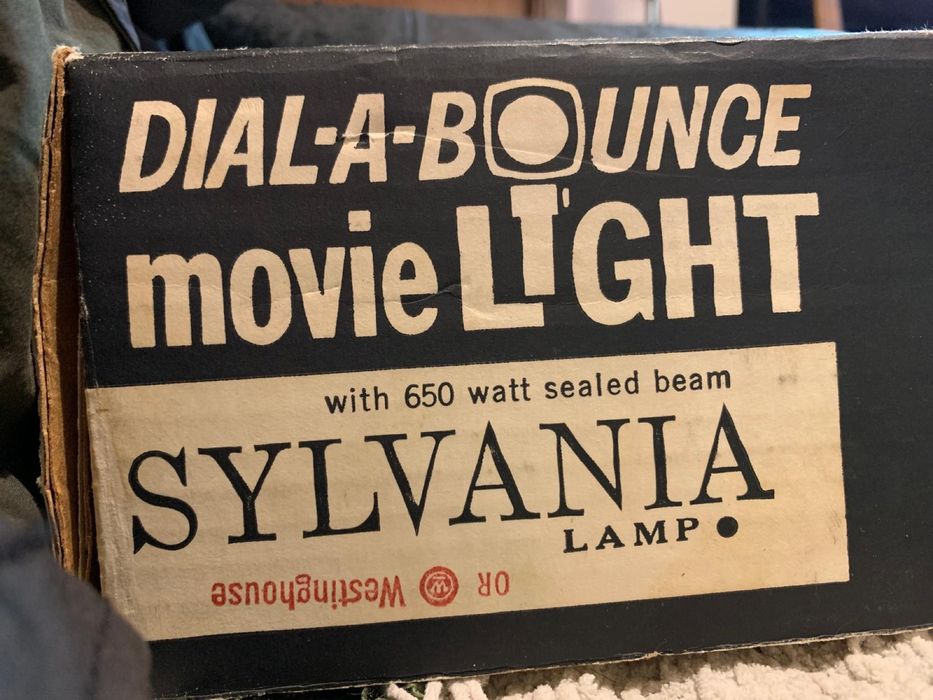 DIAL-A-BOUNCE
movie LIGHT
with 650 watt sealed beam
SYLVANIA
LAMP
OR W Westinghouse